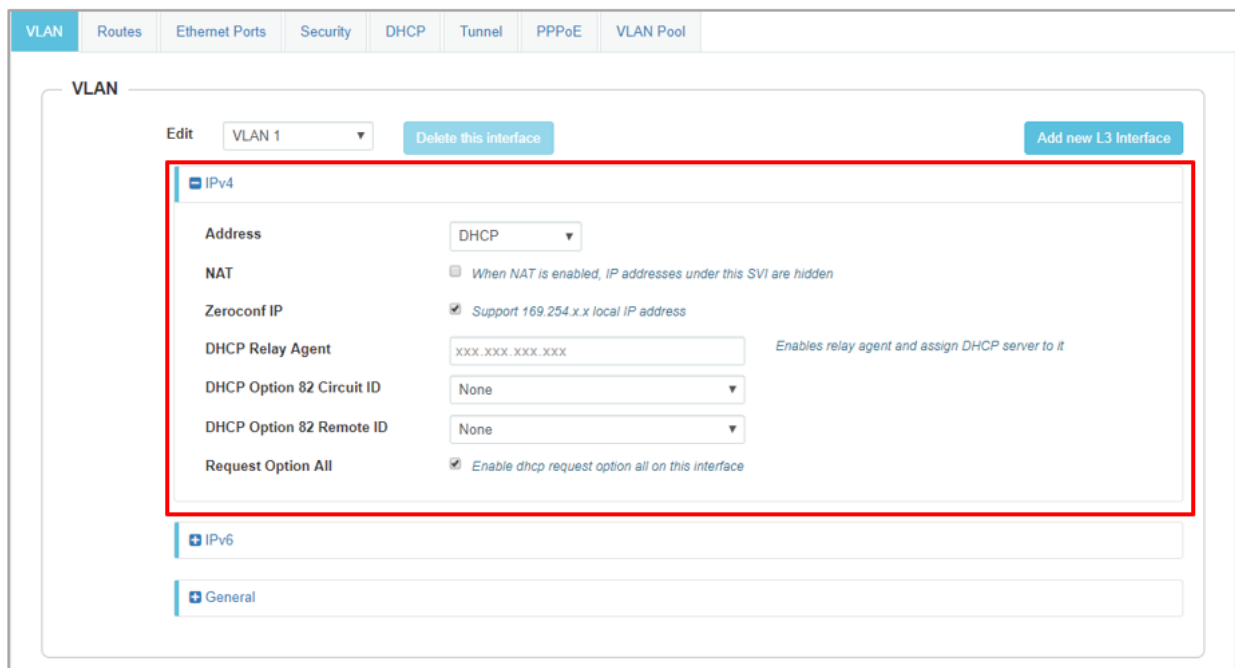 VLAN Routes Ethernet Ports Security DHCP Tunnel PPPoE VLAN Pool
VLAN
Edit VLAN 1 Delete this interface Add new L3 Interface
IPv4
Address DHCP
NAT When NAT is enabled, IP addresses under this SVI are hidden
Zeroconf IP Support 169.254.x.x local IP address
DHCP Relay Agent xxx.xxx.xxx.xxx Enables relay agent and assign DHCP server to it
DHCP Option 82 Circuit ID None
DHCP Option 82 Remote ID None
Request Option All Enable dhcp request option all on this interface
IPv6
General